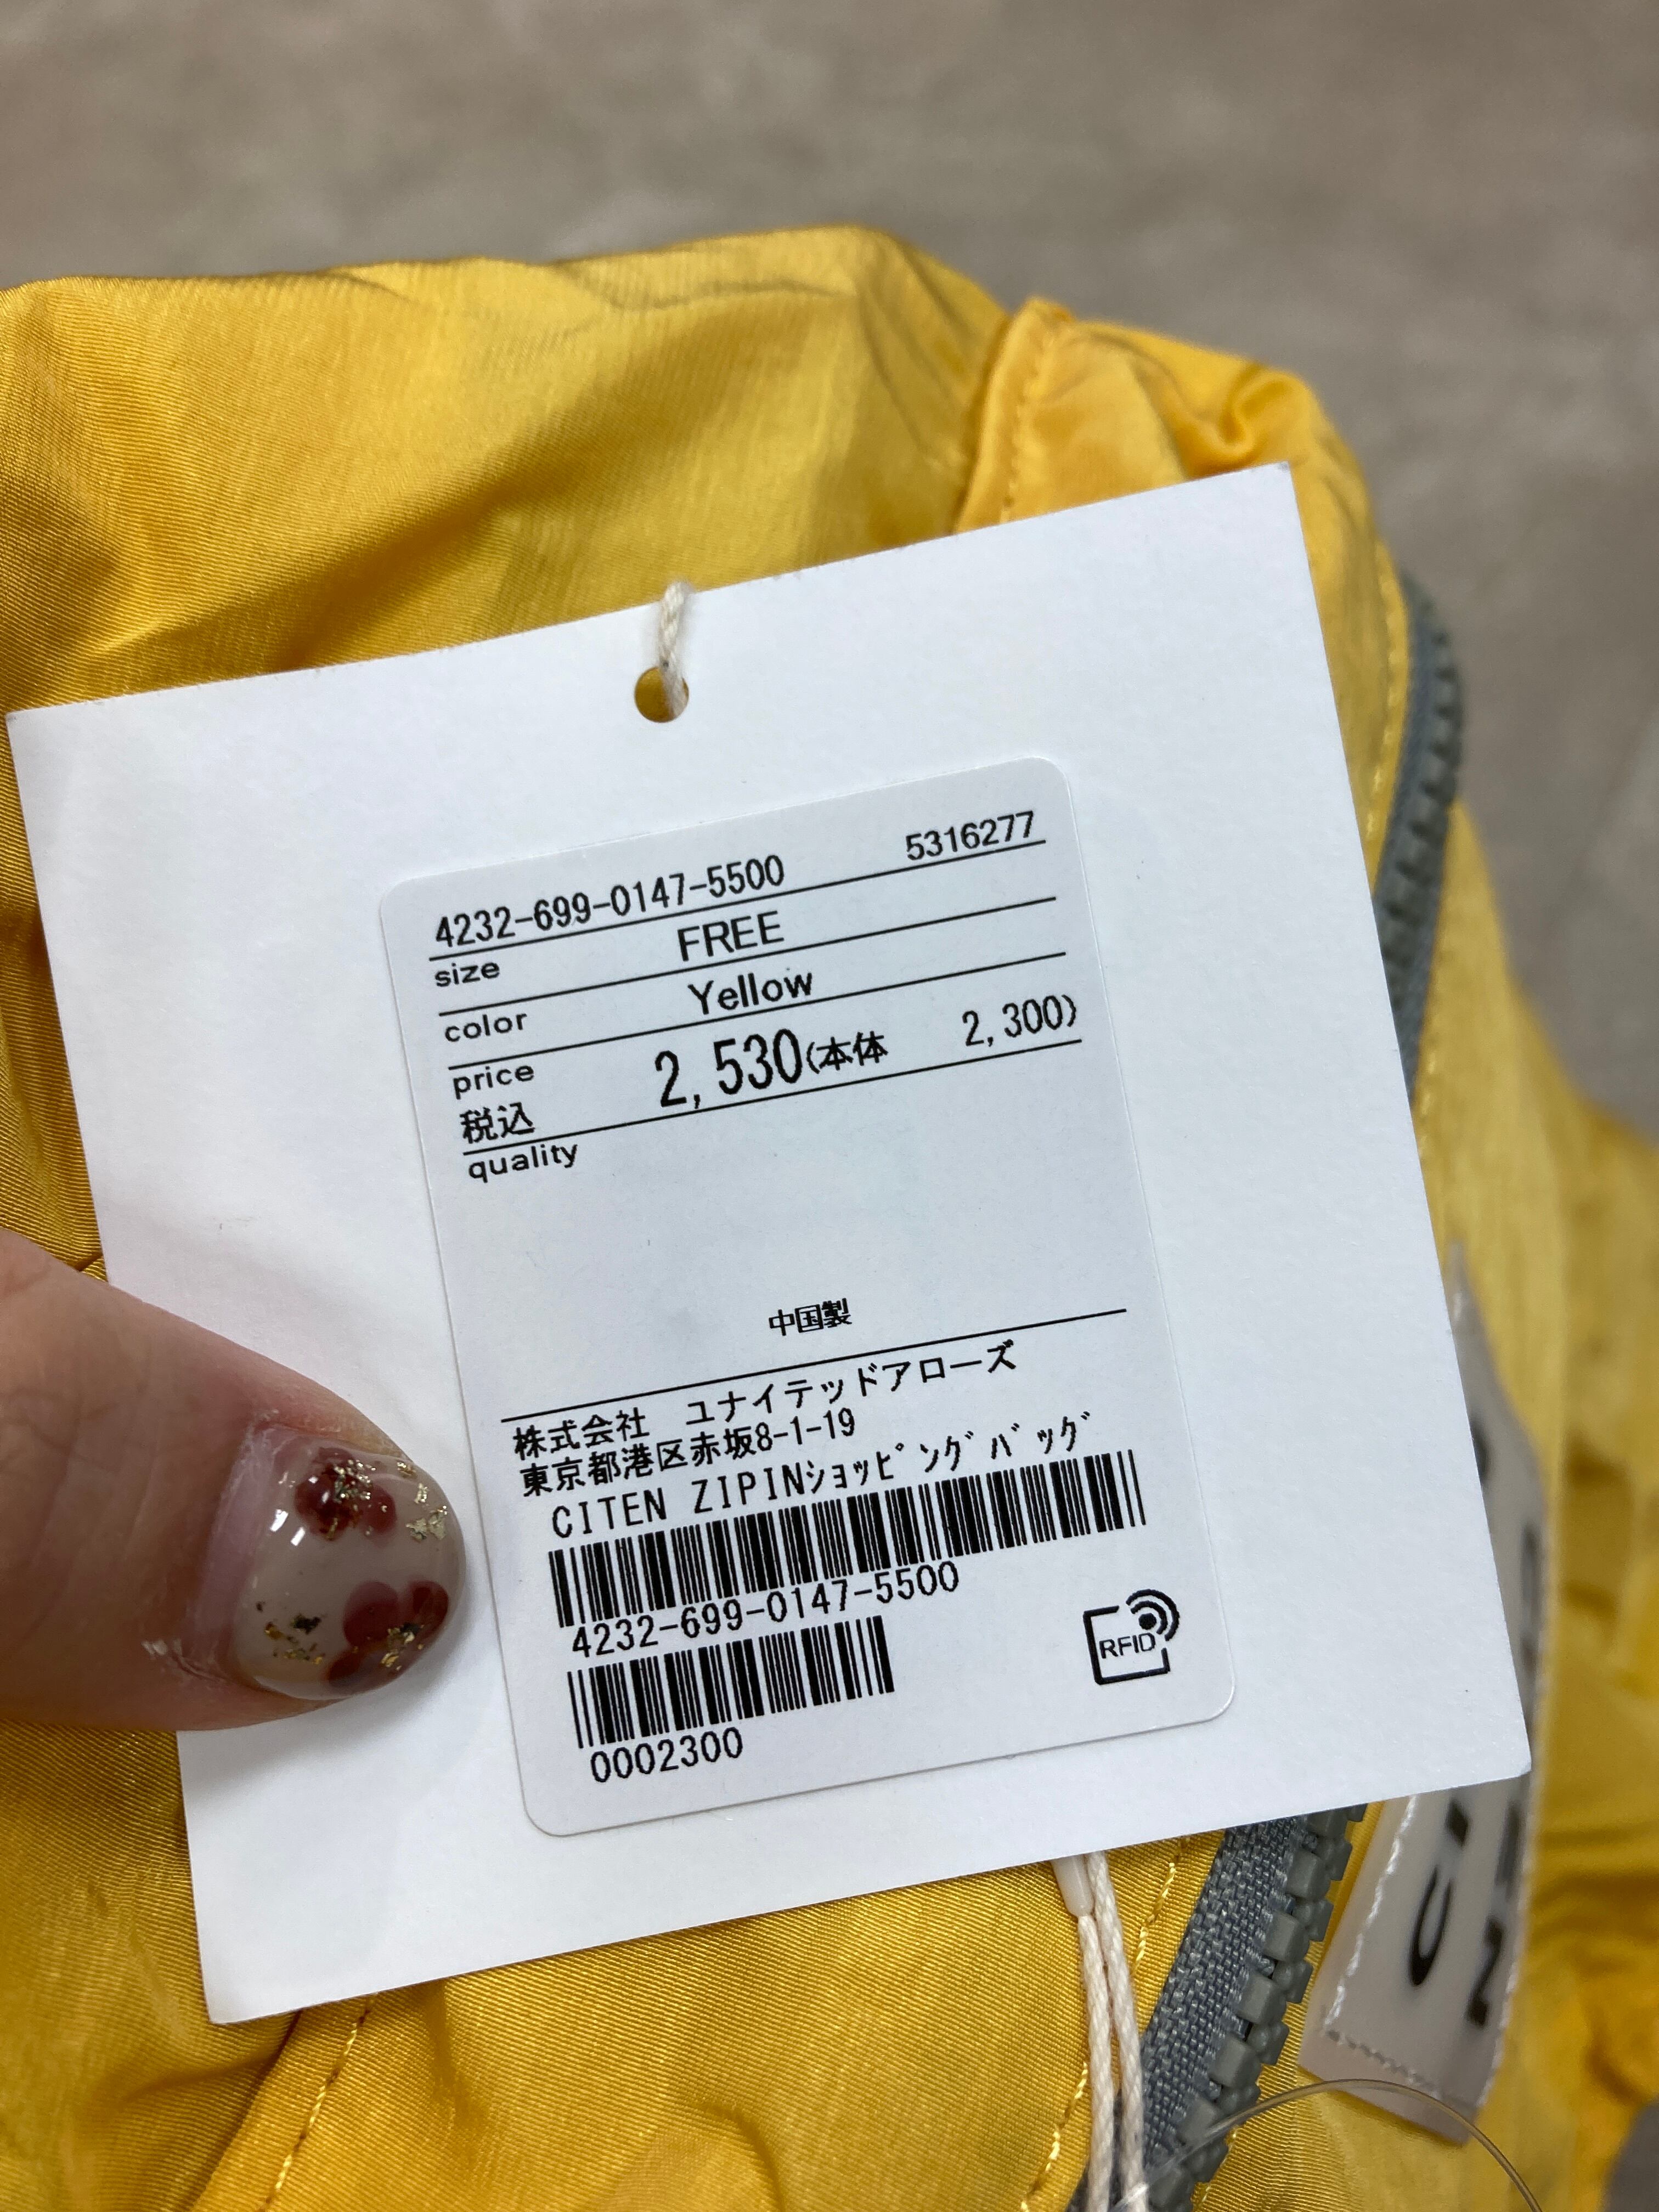 4232-699-0147-5500 5316277
size FREE
color Yellow
price 2,530(本体 2,300)
税込
quality
中国製
株式会社 ユナイテッドアローズ
東京都港区赤坂8-1-19
CITEN ZIPINｼｮｯﾋﾟﾝｸﾞﾊﾞｯｸﾞ
4232-699-0147-5500
RFID
0002300